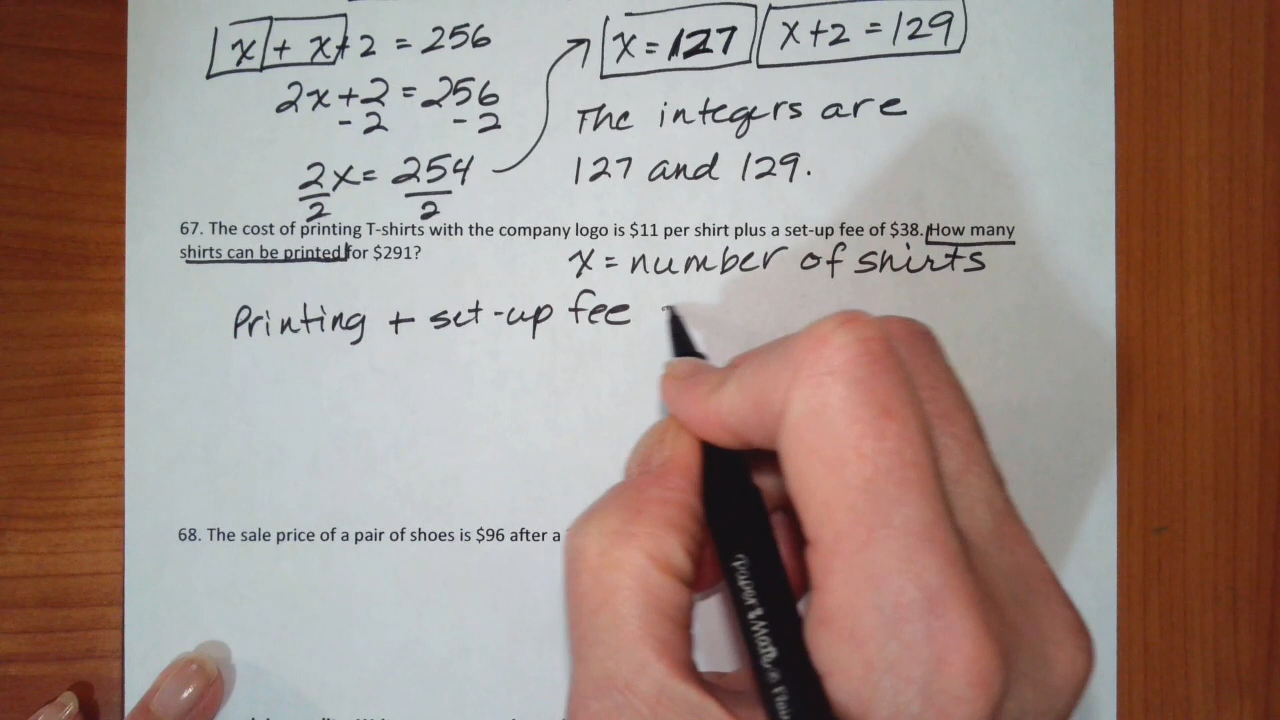 x + x+2 = 256
2x+2 = 256
-2 -2
2x = 254
2 2
x = 127 x+2 = 129
The integers are
127 and 129.
67. The cost of printing T-shirts with the company logo is $11 per shirt plus a set-up fee of $38. How many
shirts can be printed for $291?
x = number of shirts
Printing + set-up fee
68. The sale price of a pair of shoes is $96 after a
Paper Mate Flair